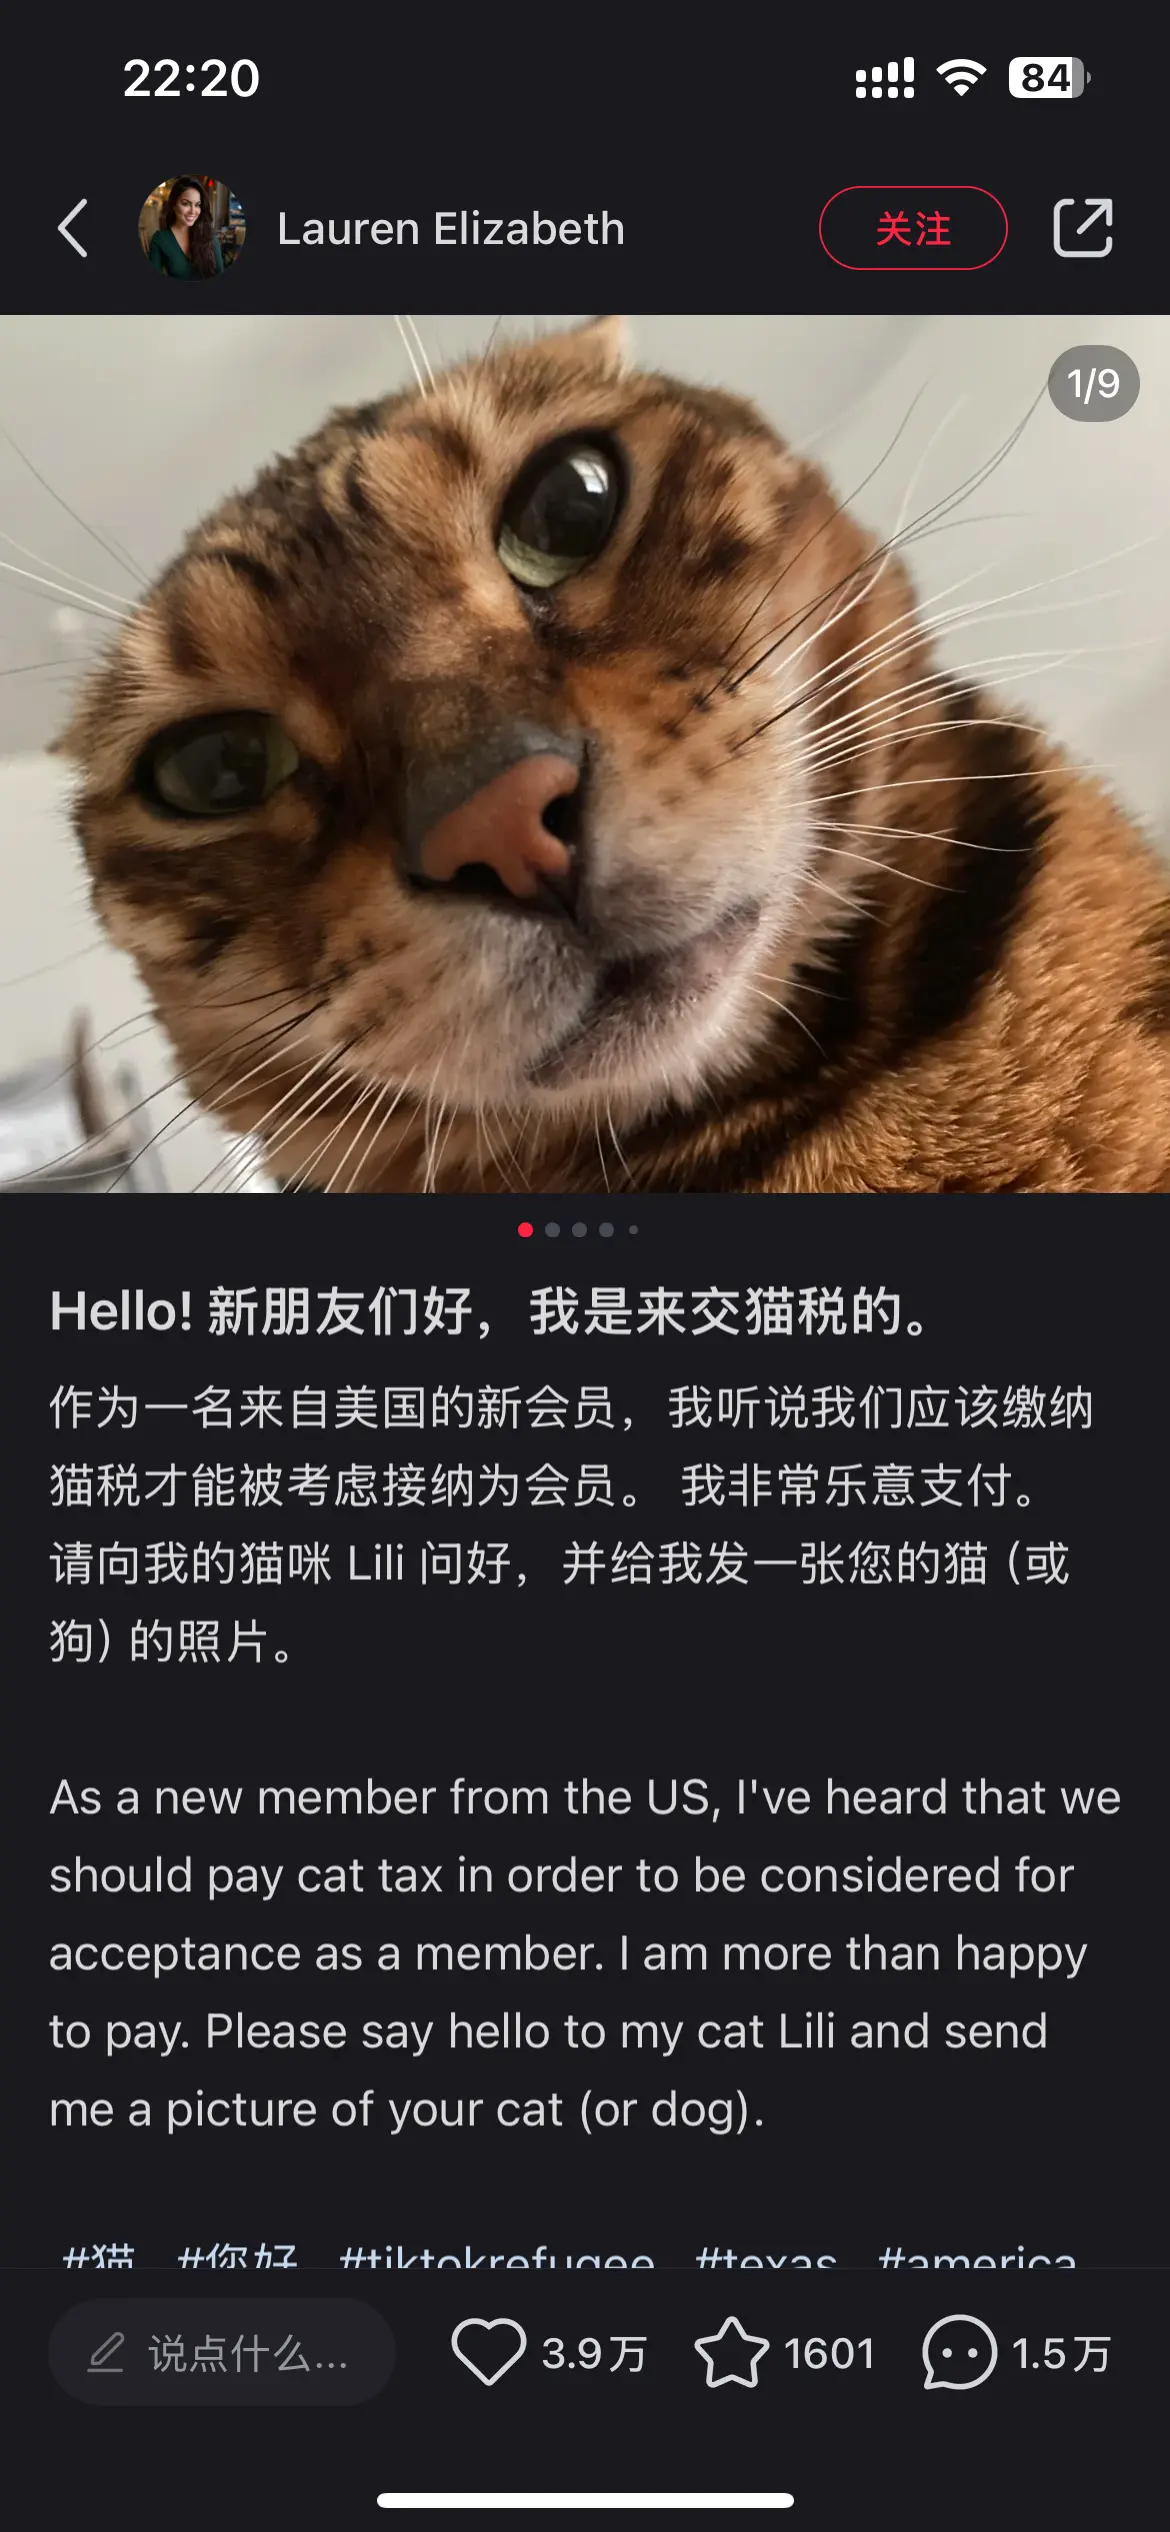 22:20
84
Lauren Elizabeth
关注
1/9
Hello! 新朋友们好，我是来交猫税的。
作为一名来自美国的新会员，我听说我们应该缴纳
猫税才能被考虑接纳为会员。 我非常乐意支付。
请向我的猫咪 Lili 问好，并给我发一张您的猫（或
狗）的照片。
As a new member from the US, I've heard that we
should pay cat tax in order to be considered for
acceptance as a member. I am more than happy
to pay. Please say hello to my cat Lili and send
me a picture of your cat (or dog).
#猫 #您好 #tiktokrefugee #texas #america
说点什么...
3.9万
1601
1.5万